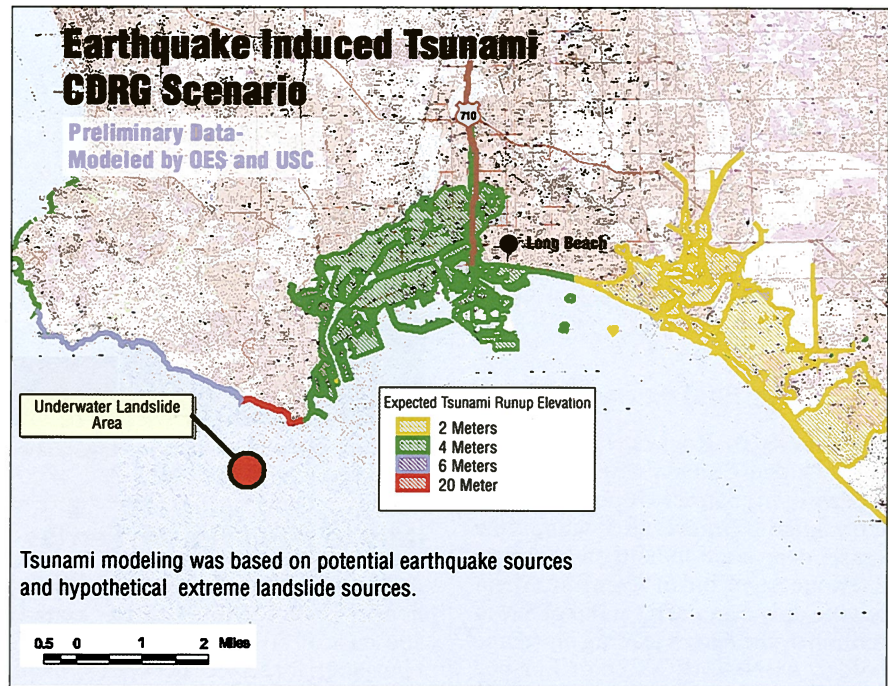 Earthquake Induced Tsunami
CDRG Scenario
Preliminary Data-
Modeled by OES and USC
710
Long Beach
Underwater Landslide
Area
Expected Tsunami Runup Elevation
2 Meters
4 Meters
6 Meters
20 Meter
Tsunami modeling was based on potential earthquake sources
and hypothetical extreme landslide sources.
0.5 0 1 2 Miles